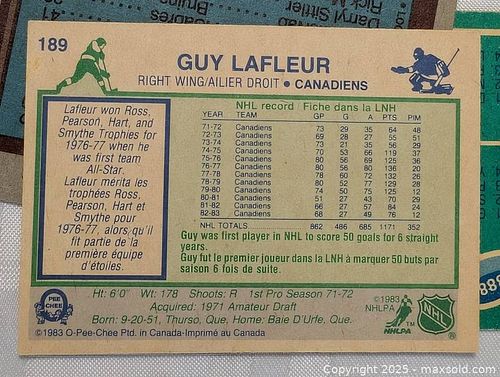 189
GUY LAFLEUR
RIGHT WING/AILIER DROIT • CANADIENS
Lafleur won Ross,
Pearson, Hart, and
Smythe Trophies for
1976-77 when he
was first team
All-Star.
Lafleur mérita les
trophées Ross,
Pearson, Hart et
Smythe pour
1976-77, alors qu'il
fit partie de la
première équipe
d'étoiles.
NHL record / Fiche dans la LNH
YEAR TEAM GP G A PTS PIM
71-72 Canadiens 73 29 35 64 48
72-73 Canadiens 69 28 27 55 51
73-74 Canadiens 73 21 35 56 29
74-75 Canadiens 70 53 66 119 37
75-76 Canadiens 80 56 69 125 36
76-77 Canadiens 80 56 80 136 20
77-78 Canadiens 78 60 72 132 26
78-79 Canadiens 80 52 77 129 28
79-80 Canadiens 74 50 75 125 12
80-81 Canadiens 51 27 43 70 29
81-82 Canadiens 66 27 57 84 24
82-83 Canadiens 68 27 49 76 12
NHL TOTALS 862 486 685 1171 352
Guy was first player in NHL to score 50 goals for 6 straight
years.
Guy fut le premier joueur dans la LNH à marquer 50 buts par
saison 6 fois de suite.
O-PEE-CHEE
Ht: 6'0" Wt: 178 Shoots: R 1st Pro Season 71-72
Acquired: 1971 Amateur Draft
Born: 9-20-51, Thurso, Que. Home: Baie D'Urfe, Que.
©1983 O-Pee-Chee Ptd. in Canada-Imprimé au Canada
©1983
NHLPA
NHLPA
NHL
Darryl Sittler
Bruins
Copyright 2025 - maxsold.com